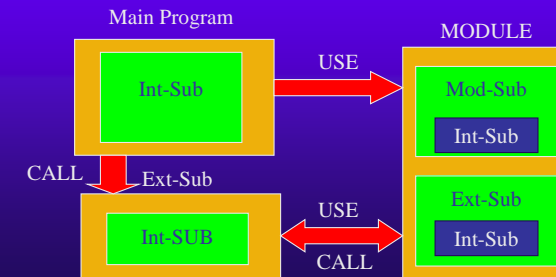 Main Program
MODULE
USE
Int-Sub
Mod-Sub
Int-Sub
CALL
Ext-Sub
Ext-Sub
USE
Int-SUB
Int-Sub
CALL